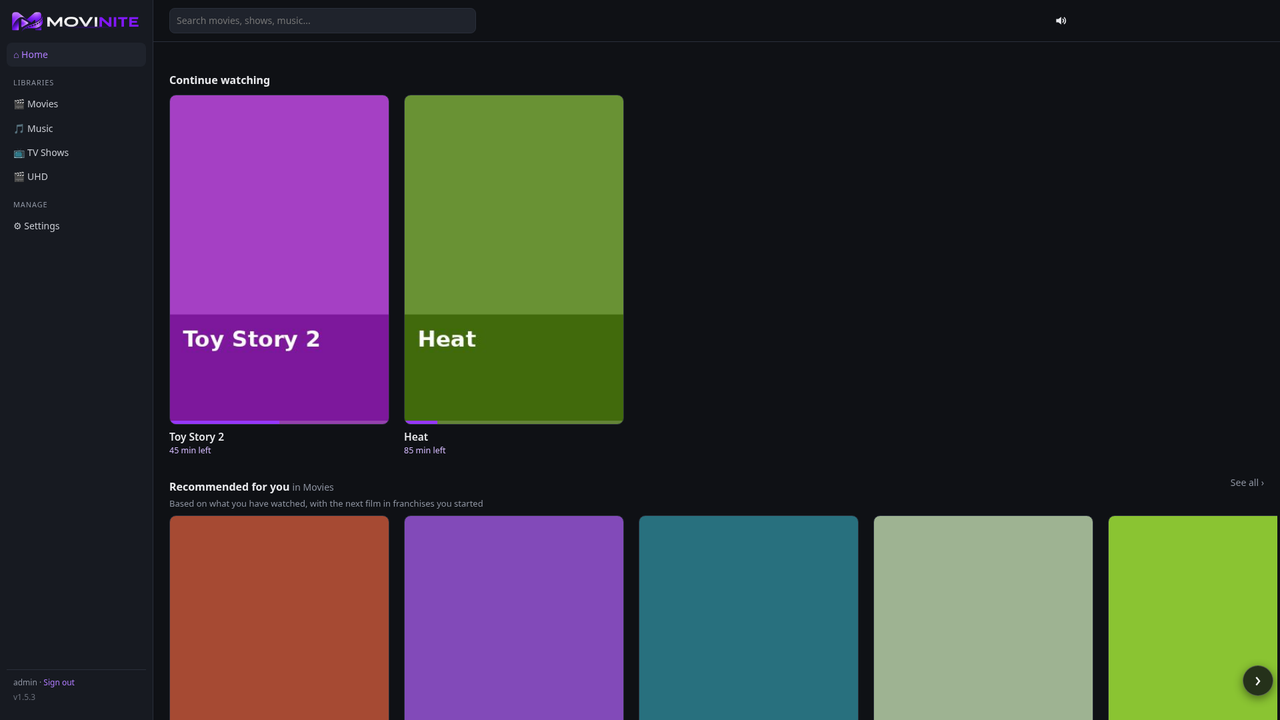 MOVINITE
Search movies, shows, music...
Home
LIBRARIES
Movies
Music
TV Shows
UHD
MANAGE
Settings
Continue watching
Toy Story 2
Heat
Toy Story 2
45 min left
Heat
85 min left
Recommended for you in Movies
See all ›
Based on what you have watched, with the next film in franchises you started
admin · Sign out
v1.5.3